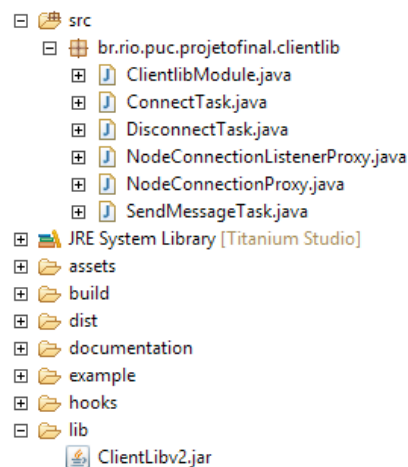 src
br.rio.puc.projetofinal.clientlib
ClientlibModule.java
ConnectTask.java
DisconnectTask.java
NodeConnectionListenerProxy.java
NodeConnectionProxy.java
SendMessageTask.java
JRE System Library [Titanium Studio]
assets
build
dist
documentation
example
hooks
lib
ClientLibv2.jar